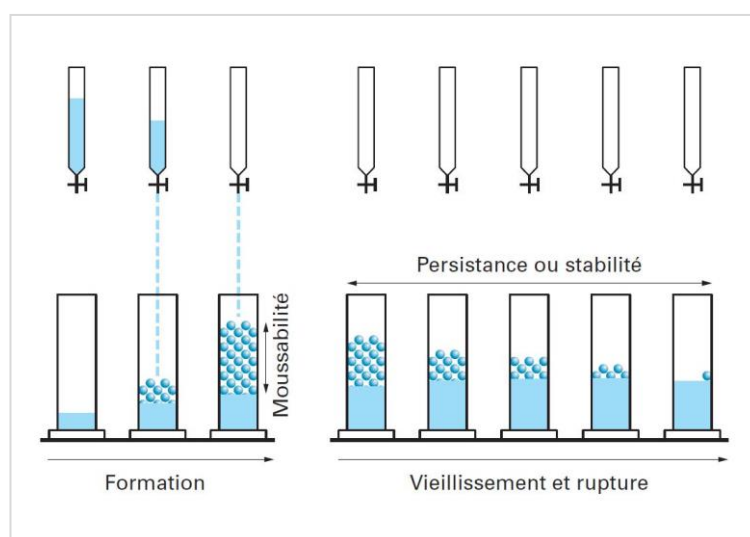 Persistance ou stabilité
Moussabilité
Formation
Vieillissement et rupture